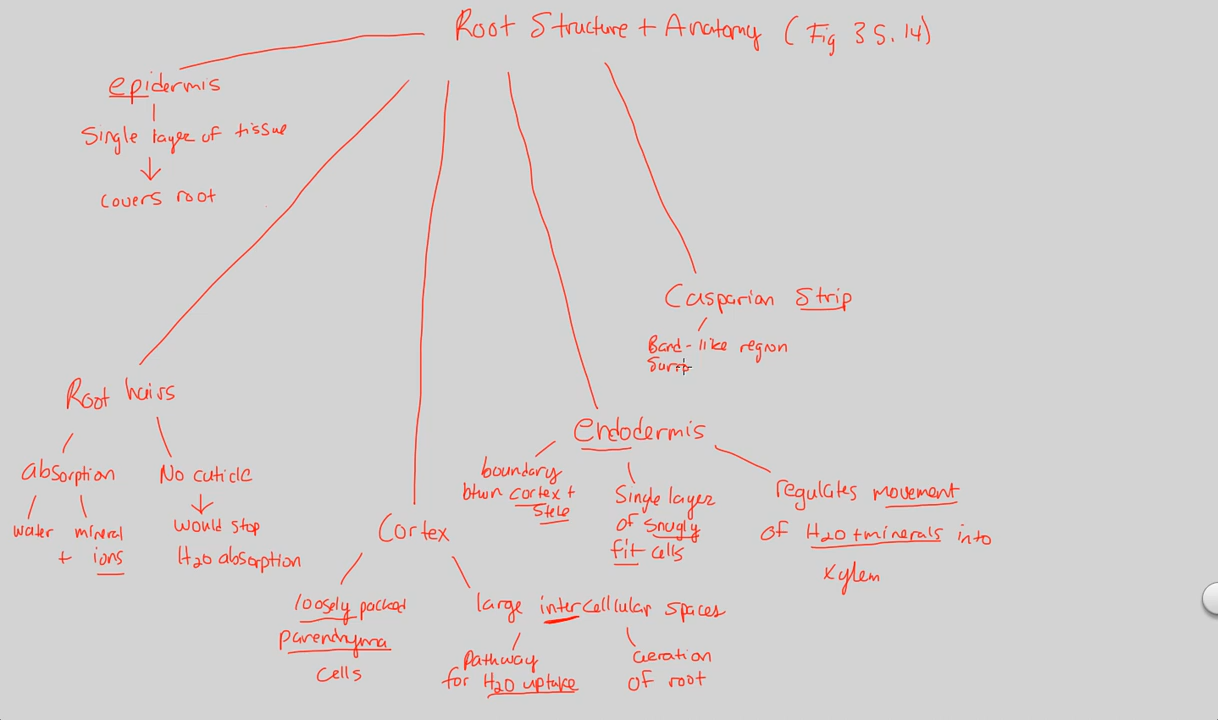 Root Structure + Anatomy (Fig 35.14)
epidermis
Single layer of tissue
covers root
Root hairs
absorption
water
mineral
+ ions
No cuticle
would stop
H2O absorption
Cortex
loosely packed
parenchyma
cells
large intercellular spaces
Pathway
for H2O uptake
aeration
of root
endodermis
boundary
btwn cortex +
Stele
Single layer
of snugly
fit cells
regulates movement
of H2O + minerals into
xylem
Casparian Strip
Band-like region